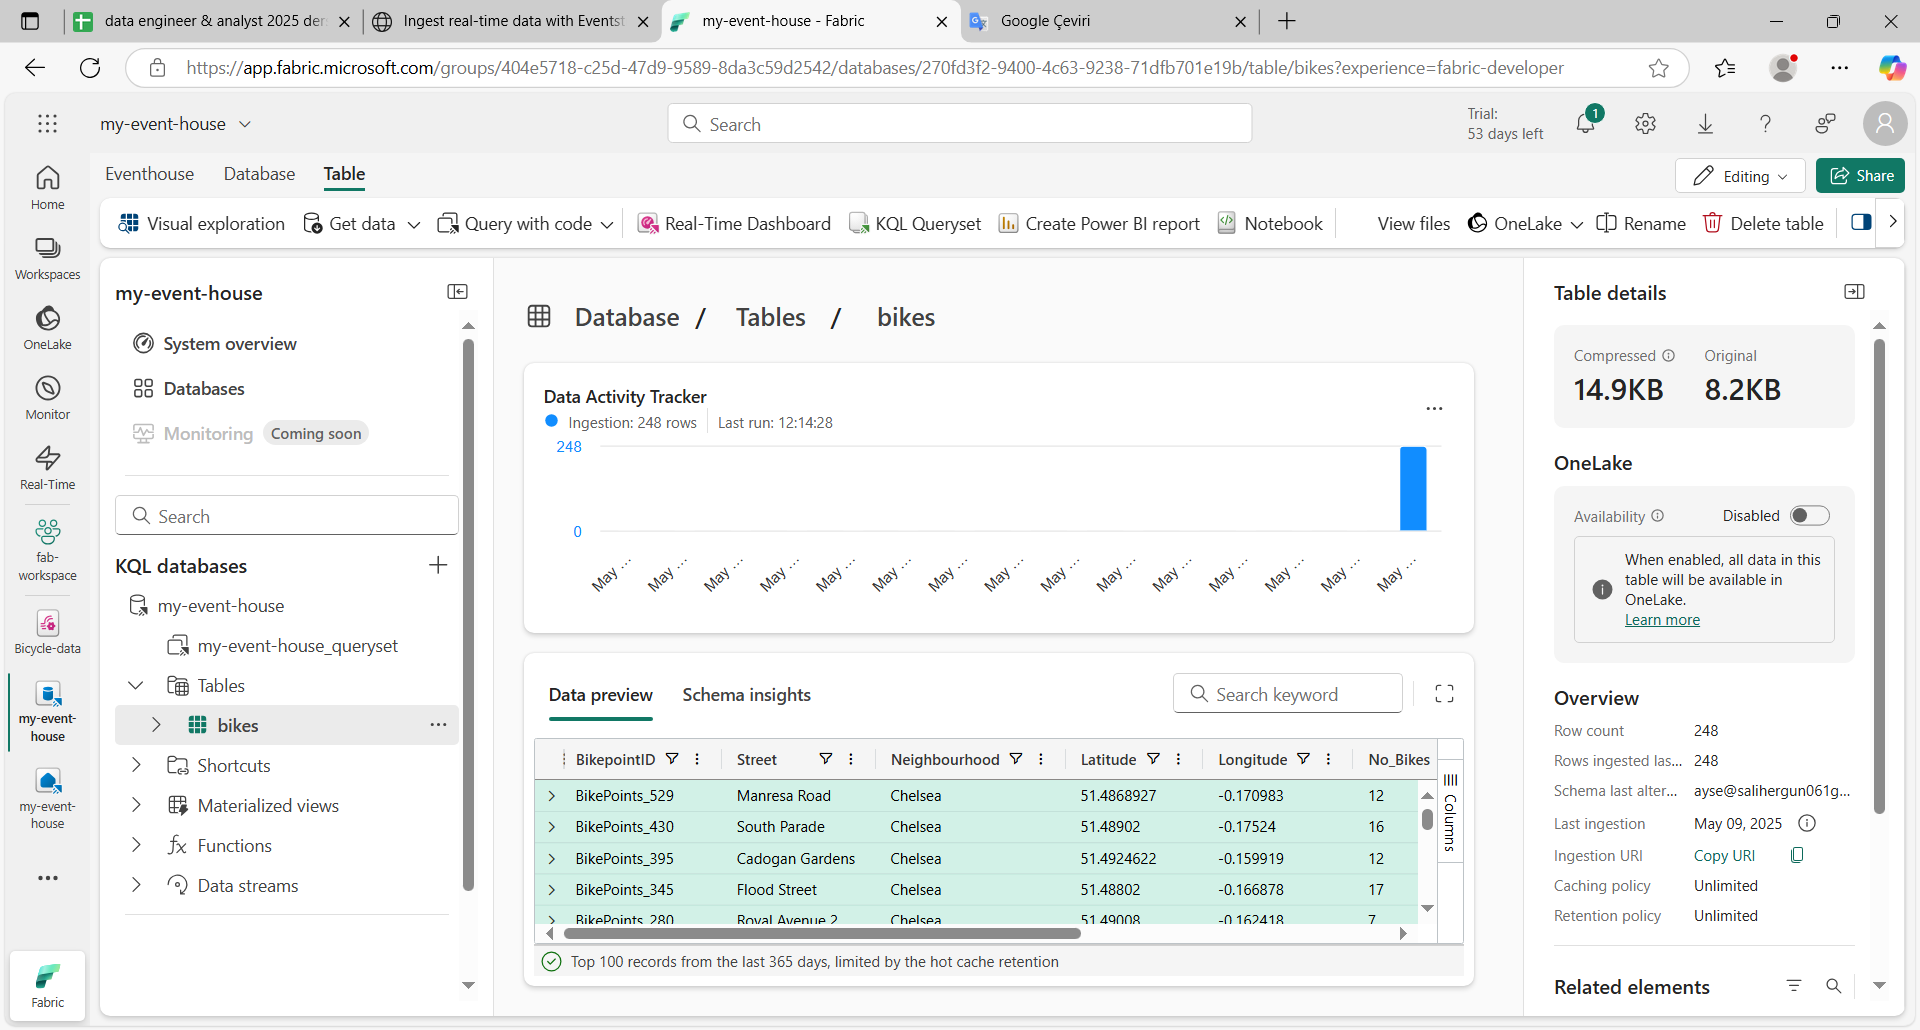 data engineer & analyst 2025 der
Ingest real-time data with Eventst
my-event-house - Fabric
Google Çeviri
https://app.fabric.microsoft.com/groups/404e5718-c25d-47d9-9589-8da3c59d2542/databases/270fd3f2-9400-4c63-9238-71dfb701e19b/table/bikes?experience=fabric-developer
my-event-house
Search
Trial:
53 days left
1
Home
Workspaces
OneLake
Monitor
Real-Time
fab-
workspace
Bicycle-data
my-event-
house
my-event-
house
Fabric
Eventhouse
Database
Table
Editing
Share
Visual exploration
Get data
Query with code
Real-Time Dashboard
KQL Queryset
Create Power BI report
Notebook
View files
OneLake
Rename
Delete table
my-event-house
System overview
Databases
Monitoring
Coming soon
Search
KQL databases
my-event-house
my-event-house_queryset
Tables
bikes
Shortcuts
Materialized views
Functions
Data streams
Database / Tables / bikes
Data Activity Tracker
Ingestion: 248 rows
Last run: 12:14:28
248
0
May ... May ... May ... May ... May ... May ... May ... May ... May ... May ... May ... May ... May ... May ... May ...
Data preview
Schema insights
Search keyword
BikepointID Street Neighbourhood Latitude Longitude No_Bikes
BikePoints_529 Manresa Road Chelsea 51.4868927 -0.170983 12
BikePoints_430 South Parade Chelsea 51.48902 -0.17524 16
BikePoints_395 Cadogan Gardens Chelsea 51.4924622 -0.159919 12
BikePoints_345 Flood Street Chelsea 51.48802 -0.166878 17
BikePoints_280 Royal Avenue 2 Chelsea 51.49008 -0.162418 7
Columns
Top 100 records from the last 365 days, limited by the hot cache retention
Table details
Compressed Original
14.9KB 8.2KB
OneLake
Availability
Disabled
When enabled, all data in this
table will be available in
OneLake.
Learn more
Overview
Row count 248
Rows ingested las... 248
Schema last alter... ayse@salihergun061g...
Last ingestion May 09, 2025
Ingestion URI Copy URI
Caching policy Unlimited
Retention policy Unlimited
Related elements